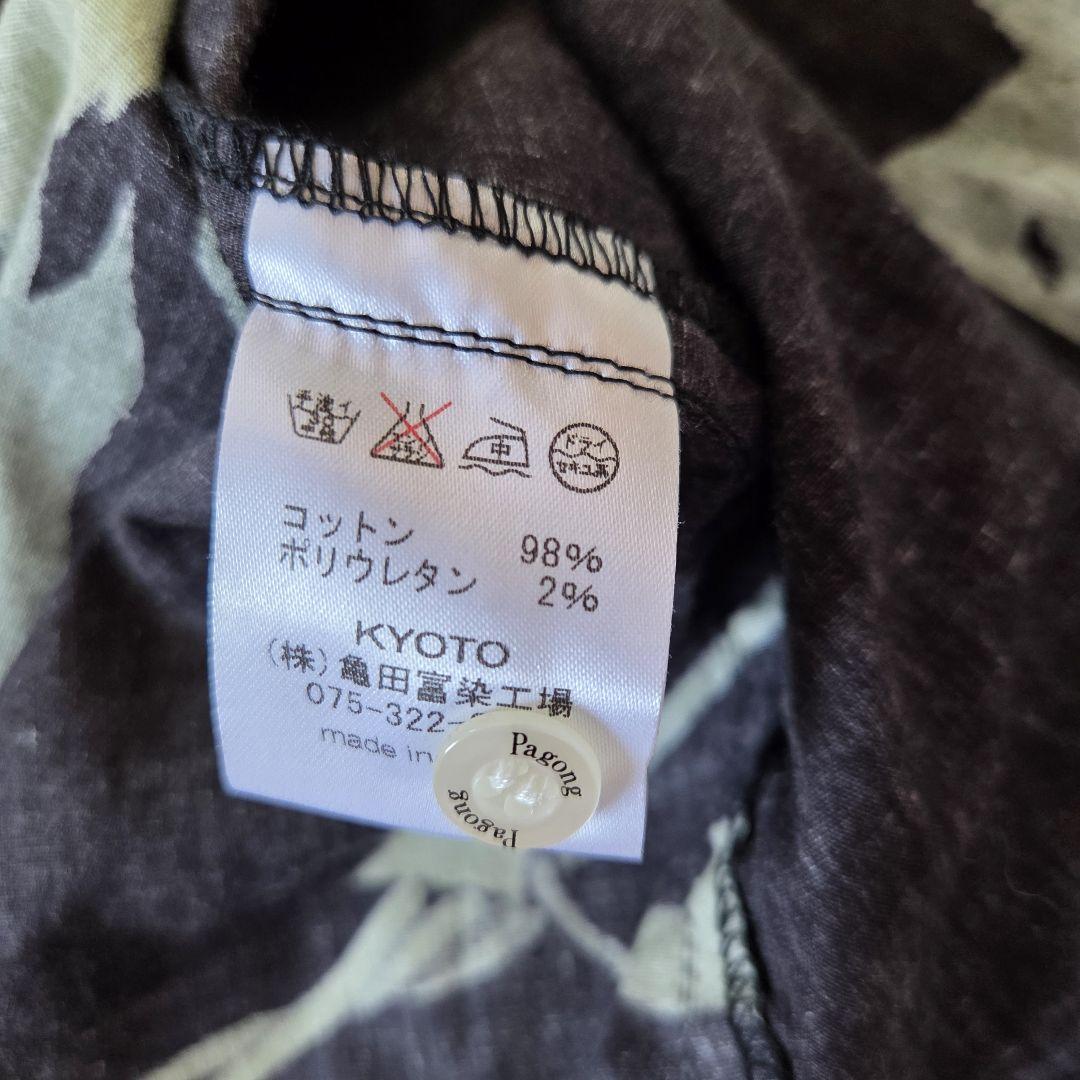 手洗イ
中
ドライ
セキユ系
コットン 98%
ポリウレタン 2%
KYOTO
(株)亀田富染工場
075-322-
made in
Pagong
Pagong